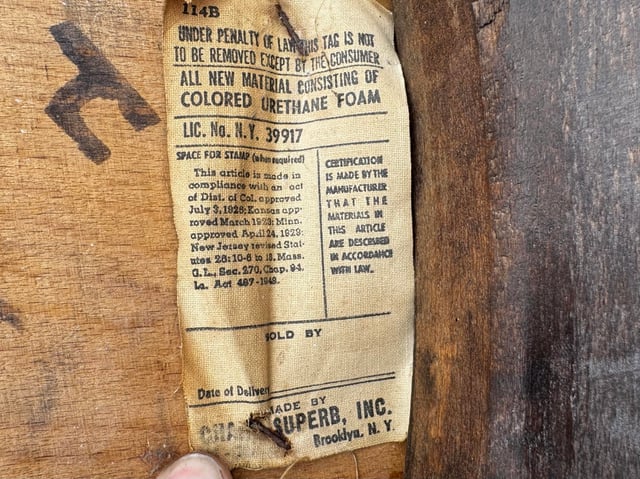 114B
UNDER PENALTY OF LAW THIS TAG IS NOT
TO BE REMOVED EXCEPT BY THE CONSUMER
ALL NEW MATERIAL CONSISTING OF
COLORED URETHANE FOAM
LIC. No. N.Y. 39917
SPACE FOR STAMP (when required)
This article is made in
compliance with an act
of Dist. of Col. approved
July 3, 1926; Kansas app-
roved March 1923; Minn.
approved April 24, 1929;
New Jersey revised Stat-
utes 26:10-6 to 18. Mass.
G.L., Sec. 270, Chap. 94.
La. Act 467-1948.
CERTIFICATION
IS MADE BY THE
MANUFACTURER
THAT THE
MATERIALS IN
THIS ARTICLE
ARE DESCRIBED
IN ACCORDANCE
WITH LAW.
SOLD BY
Date of Delivery
MADE BY
SUPERB, INC.
Brooklyn, N.Y.